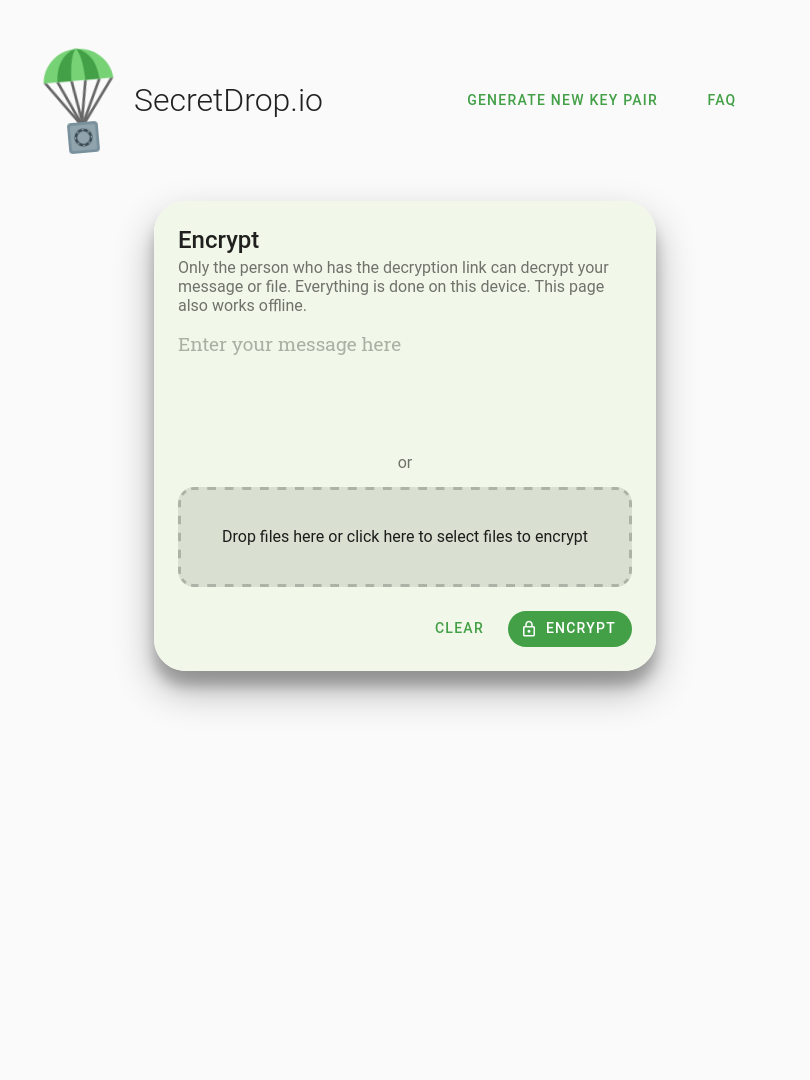 SecretDrop.io
GENERATE NEW KEY PAIR
FAQ
Encrypt
Only the person who has the decryption link can decrypt your
message or file. Everything is done on this device. This page
also works offline.
Enter your message here
or
Drop files here or click here to select files to encrypt
CLEAR
ENCRYPT